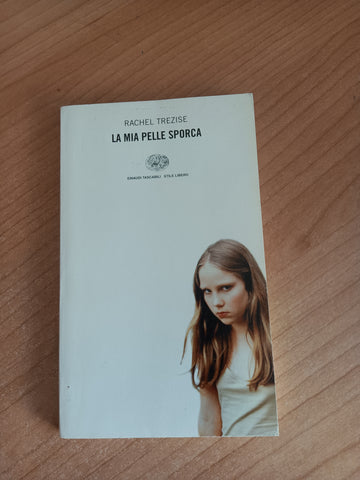 RACHEL TREZISE
LA MIA PELLE SPORCA
EINAUDI TASCABILI STILE LIBERO